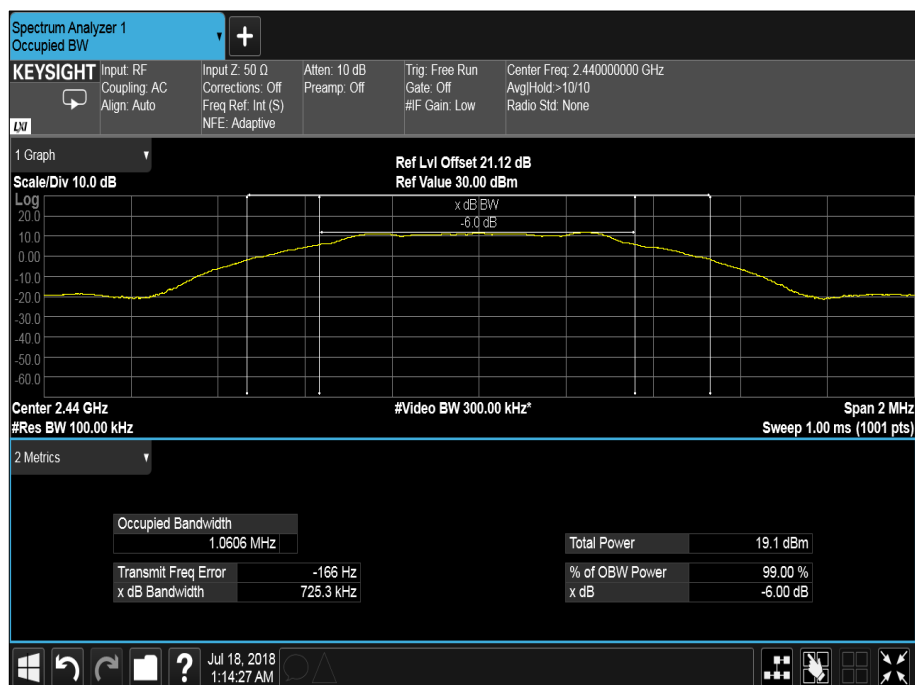 Spectrum Analyzer 1
Occupied BW
+
KEYSIGHT
LXI
Input: RF
Coupling: AC
Align: Auto
Input Z: 50 Ω
Corrections: Off
Freq Ref: Int (S)
NFE: Adaptive
Atten: 10 dB
Preamp: Off
Trig: Free Run
Gate: Off
#IF Gain: Low
Center Freq: 2.440000000 GHz
Avg|Hold:>10/10
Radio Std: None
1 Graph
Scale/Div 10.0 dB
Ref Lvl Offset 21.12 dB
Ref Value 30.00 dBm
Log
x dB BW
-6.0 dB
20.0
10.0
0.00
-10.0
-20.0
-30.0
-40.0
-50.0
-60.0
Center 2.44 GHz
#Video BW 300.00 kHz*
Span 2 MHz
#Res BW 100.00 kHz
Sweep 1.00 ms (1001 pts)
2 Metrics
Occupied Bandwidth
1.0606 MHz
Total Power 19.1 dBm
Transmit Freq Error -166 Hz
% of OBW Power 99.00 %
x dB Bandwidth 725.3 kHz
x dB -6.00 dB
?
Jul 18, 2018
1:14:27 AM